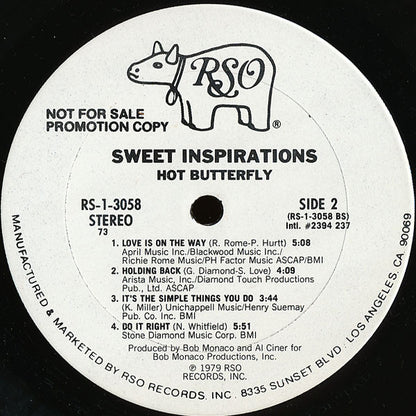 RSO
®
NOT FOR SALE
PROMOTION COPY
SWEET INSPIRATIONS
HOT BUTTERFLY
RS-1-3058
STEREO
73
SIDE 2
(RS-1-3058 BS)
Intl. #2394 237
1. LOVE IS ON THE WAY (R. Rome-P. Hurtt) 5:08
April Music Inc./Blackwood Music Inc./
Richie Rome Music/PH Factor Music ASCAP/BMI
2. HOLDING BACK (G. Diamond-S. Love) 4:09
Arista Music, Inc./Diamond Touch Productions
Pub., Ltd. ASCAP
3. IT'S THE SIMPLE THINGS YOU DO 3:44
(K. Miller) Unichappell Music/Henry Suemay
Pub. Co. Inc. BMI
4. DO IT RIGHT (N. Whitfield) 5:51
Stone Diamond Music Corp. BMI
Produced by Bob Monaco and Al Ciner for
Bob Monaco Productions, Inc.
℗ 1979 RSO
RECORDS, INC.
MANUFACTURED & MARKETED BY RSO RECORDS, INC. 8335 SUNSET BLVD. LOS ANGELES, CA. 90069